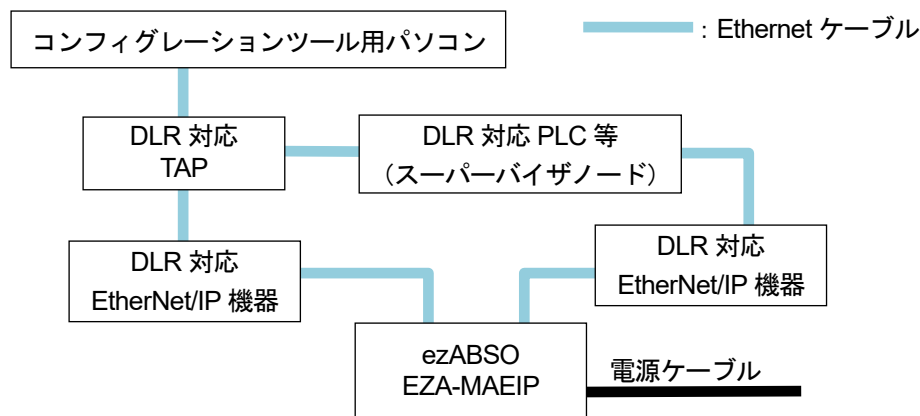 コンフィグレーションツール用パソコン
: Ethernet ケーブル
DLR 対応
TAP
DLR 対応 PLC 等
（スーパーバイザノード）
DLR 対応
EtherNet/IP 機器
DLR 対応
EtherNet/IP 機器
ezABSO
EZA-MAEIP
電源ケーブル